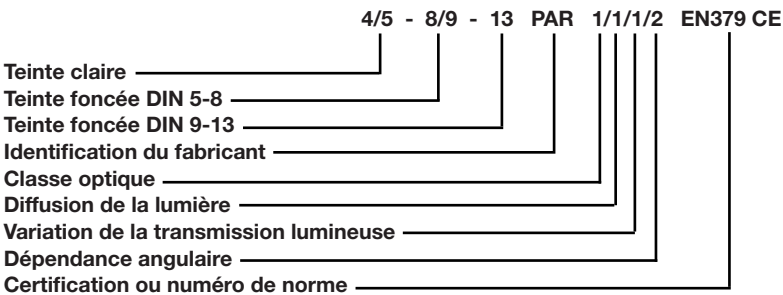 4/5 - 8/9 - 13 PAR 1/1/1/2 EN379 CE
Teinte claire
Teinte foncée DIN 5-8
Teinte foncée DIN 9-13
Identification du fabricant
Classe optique
Diffusion de la lumière
Variation de la transmission lumineuse
Dépendance angulaire
Certification ou numéro de norme